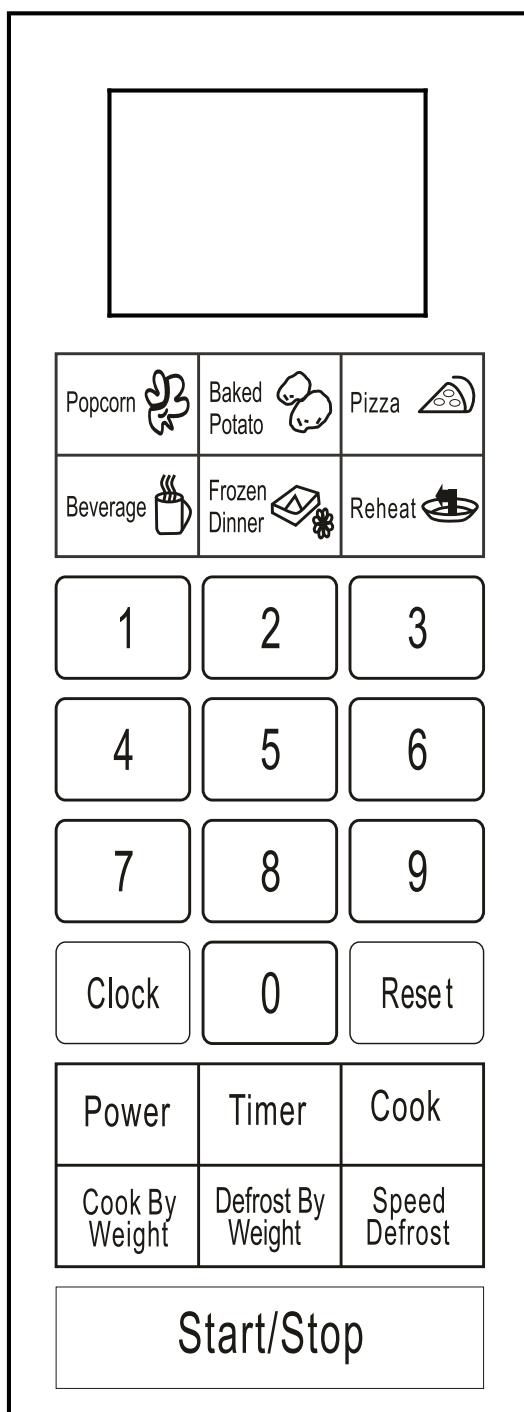 Popcorn
Baked
Potato
Pizza
Beverage
Frozen
Dinner
Reheat
1 2 3
4 5 6
7 8 9
Clock 0 Reset
Power Timer Cook
Cook By
Weight
Defrost By
Weight
Speed
Defrost
Start/Stop